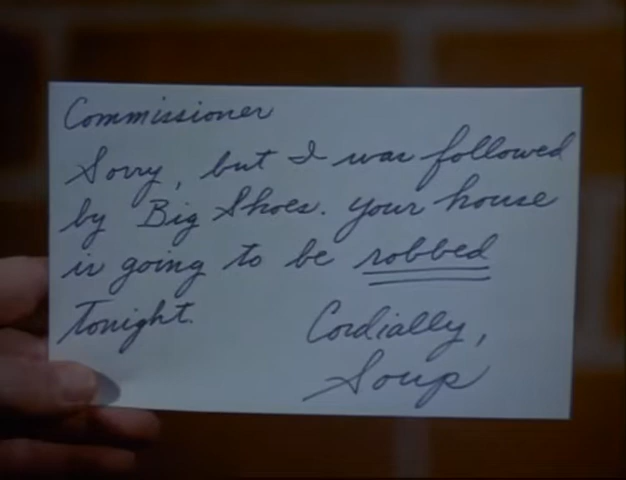 Commissioner
Sorry, but I was followed
by Big Shoes. Your house
is going to be robbed
Tonight.
Cordially,
Soup